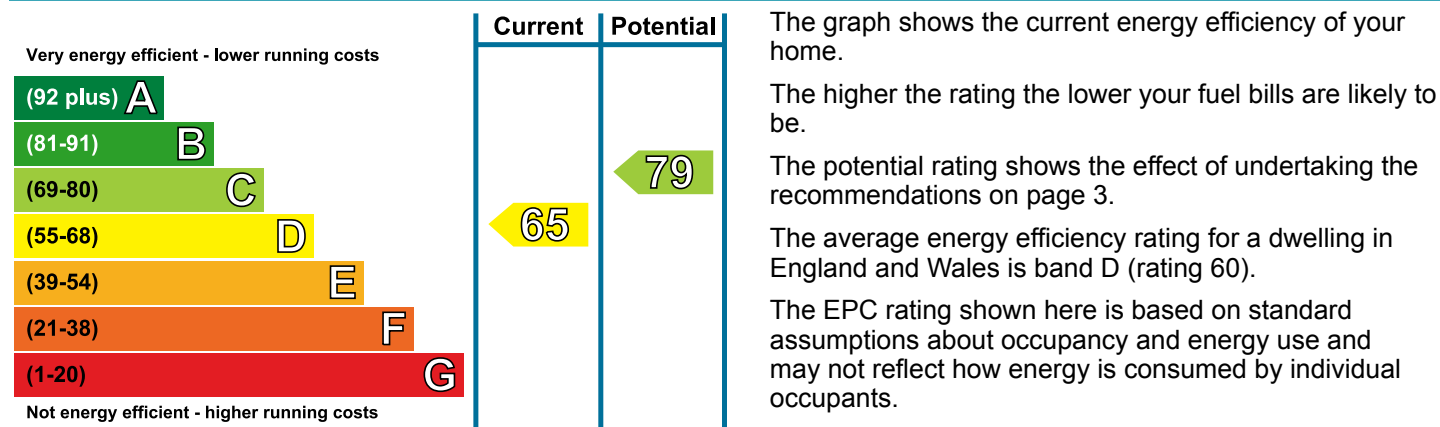 Current Potential
Very energy efficient - lower running costs
(92 plus) A
(81-91) B
(69-80) C
(55-68) D
(39-54) E
(21-38) F
(1-20) G
Not energy efficient - higher running costs
65
79
The graph shows the current energy efficiency of your
home.
The higher the rating the lower your fuel bills are likely to
be.
The potential rating shows the effect of undertaking the
recommendations on page 3.
The average energy efficiency rating for a dwelling in
England and Wales is band D (rating 60).
The EPC rating shown here is based on standard
assumptions about occupancy and energy use and
may not reflect how energy is consumed by individual
occupants.